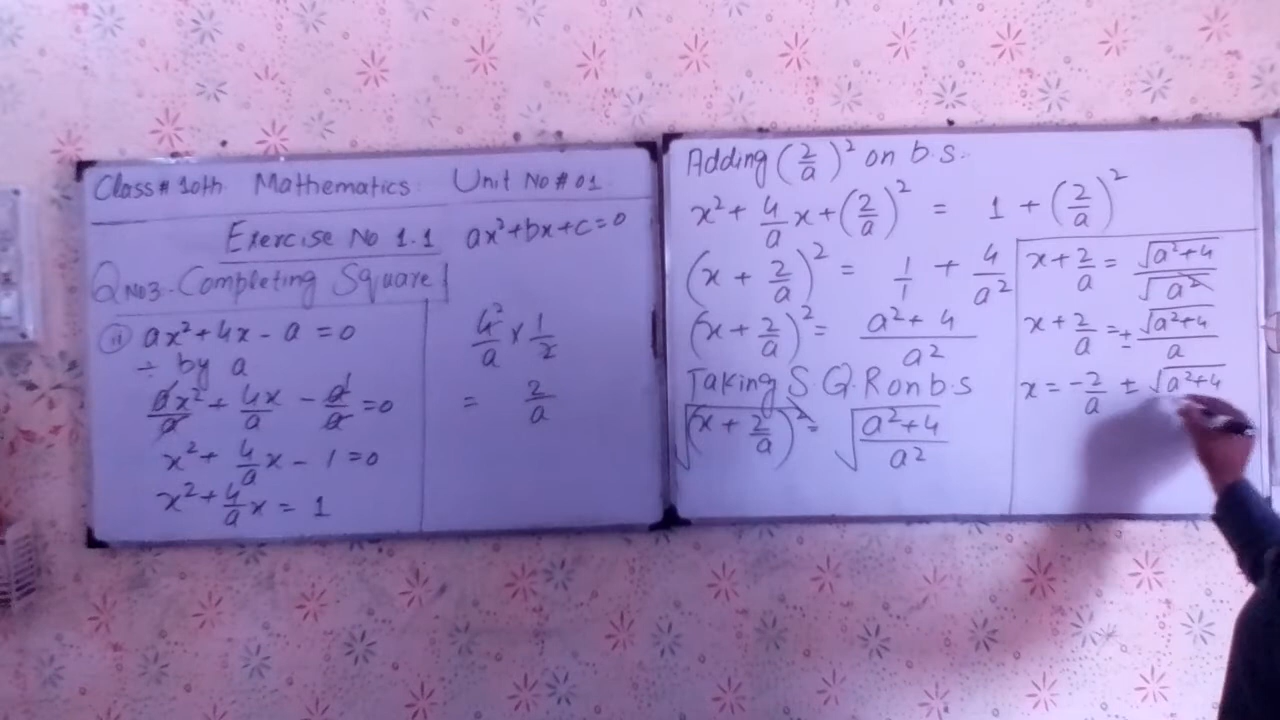 Class# 10th Mathematics Unit No # 01
Exercise No 1.1 ax²+bx+c=0
QNo3. Completing Square
(ii) ax²+4x-a=0
÷ by a
ax²/a + 4x/a - a/a = 0
x² + 4/a x - 1 = 0
x² + 4/a x = 1
4/a × 1/2
= 2/a
Adding (2/a)² on b.s.
x² + 4/a x + (2/a)² = 1 + (2/a)²
(x + 2/a)² = 1/1 + 4/a²
(x + 2/a)² = a²+4/a²
Taking S.Q.R on b.s
√(x + 2/a)² = √a²+4/a²
x + 2/a = √a²+4/√a²
x + 2/a = ± √a²+4/a
x = -2/a ± √a²+4